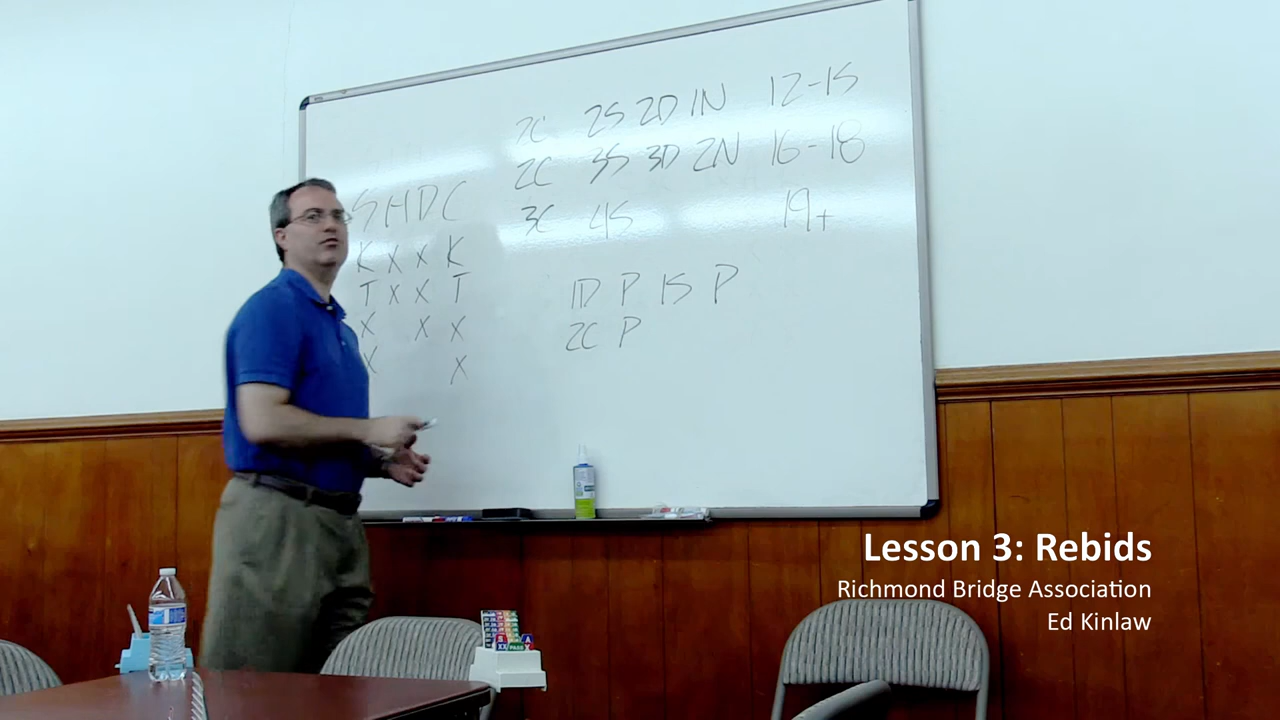 2C 2S 2D 1N 12-15
2C 3S 3D 2N 16-18
3C 4S 19+
S H D C
K X X K
T X X T
X X X
X X
1D P 1S P
2C P
Lesson 3: Rebids
Richmond Bridge Association
Ed Kinlaw
PASS